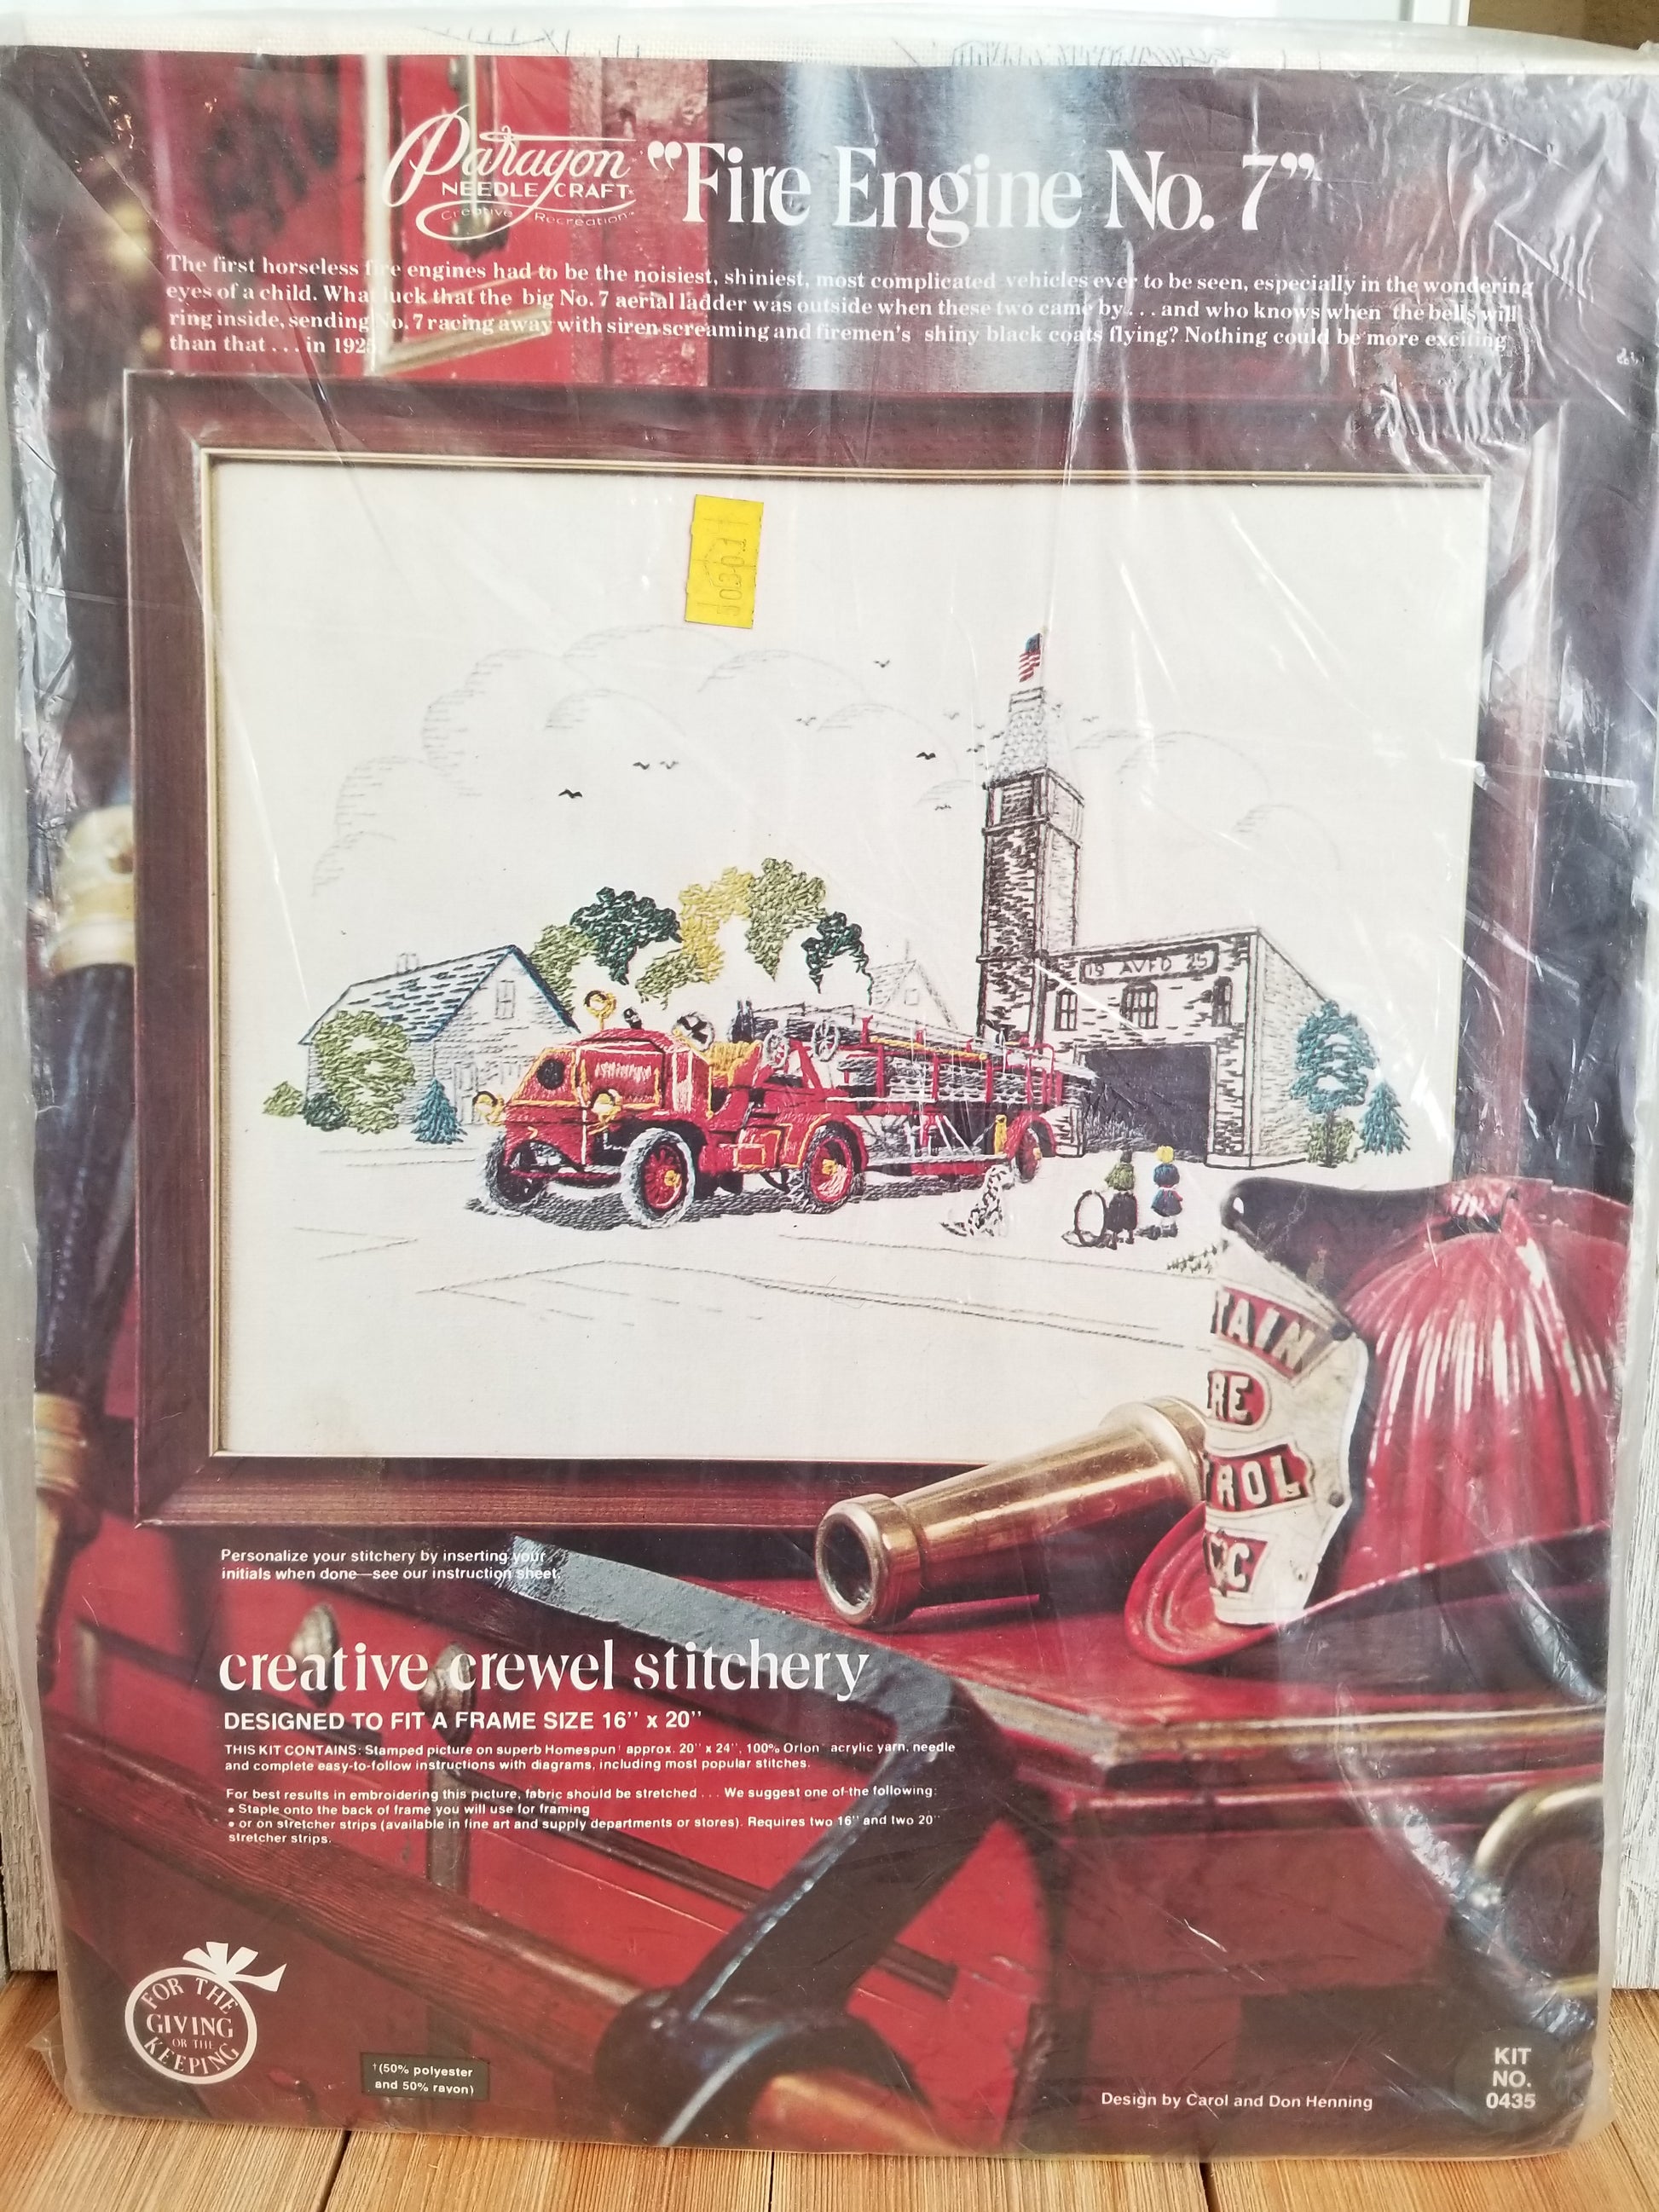 Paragon
NEEDLECRAFT
Creative Recreation
"Fire Engine No. 7"
The first horseless fire engines had to be the noisiest, shiniest, most complicated vehicles ever to be seen, especially in the wondering
eyes of a child. What luck that the big No. 7 aerial ladder was outside when these two came by . . . and who knows when the bells will
ring inside, sending No. 7 racing away with siren screaming and firemen's shiny black coats flying? Nothing could be more exciting
than that . . . in 1925.
19 AVFD 25
TAIN
RE
TROL
C
Personalize your stitchery by inserting your
initials when done—see our instruction sheet.
creative crewel stitchery
DESIGNED TO FIT A FRAME SIZE 16" x 20"
THIS KIT CONTAINS: Stamped picture on superb Homespun† approx. 20" x 24", 100% Orlon acrylic yarn, needle
and complete easy-to-follow instructions with diagrams, including most popular stitches.
For best results in embroidering this picture, fabric should be stretched . . . We suggest one of the following:
• Staple onto the back of frame you will use for framing
• or on stretcher strips (available in fine art and supply departments or stores). Requires two 16" and two 20"
stretcher strips.
FOR THE
GIVING
OR THE
KEEPING
†(50% polyester
and 50% rayon)
Design by Carol and Don Henning
KIT
NO.
0435